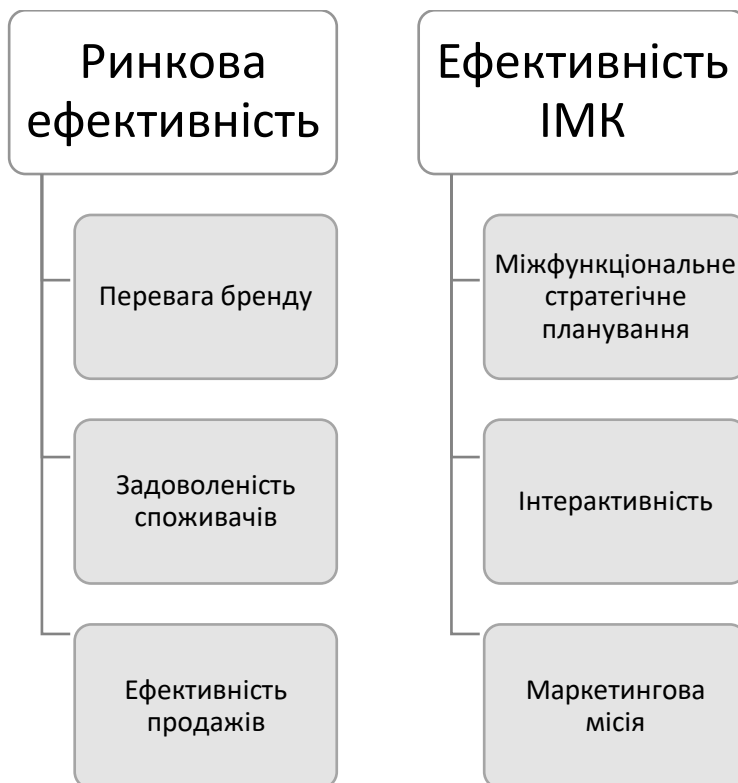 Ринкова
ефективність
Перевага бренду
Задоволеність
споживачів
Ефективність
продажів
Ефективність
ІМК
Міжфункціональне
стратегічне
планування
Інтерактивність
Маркетингова
місія